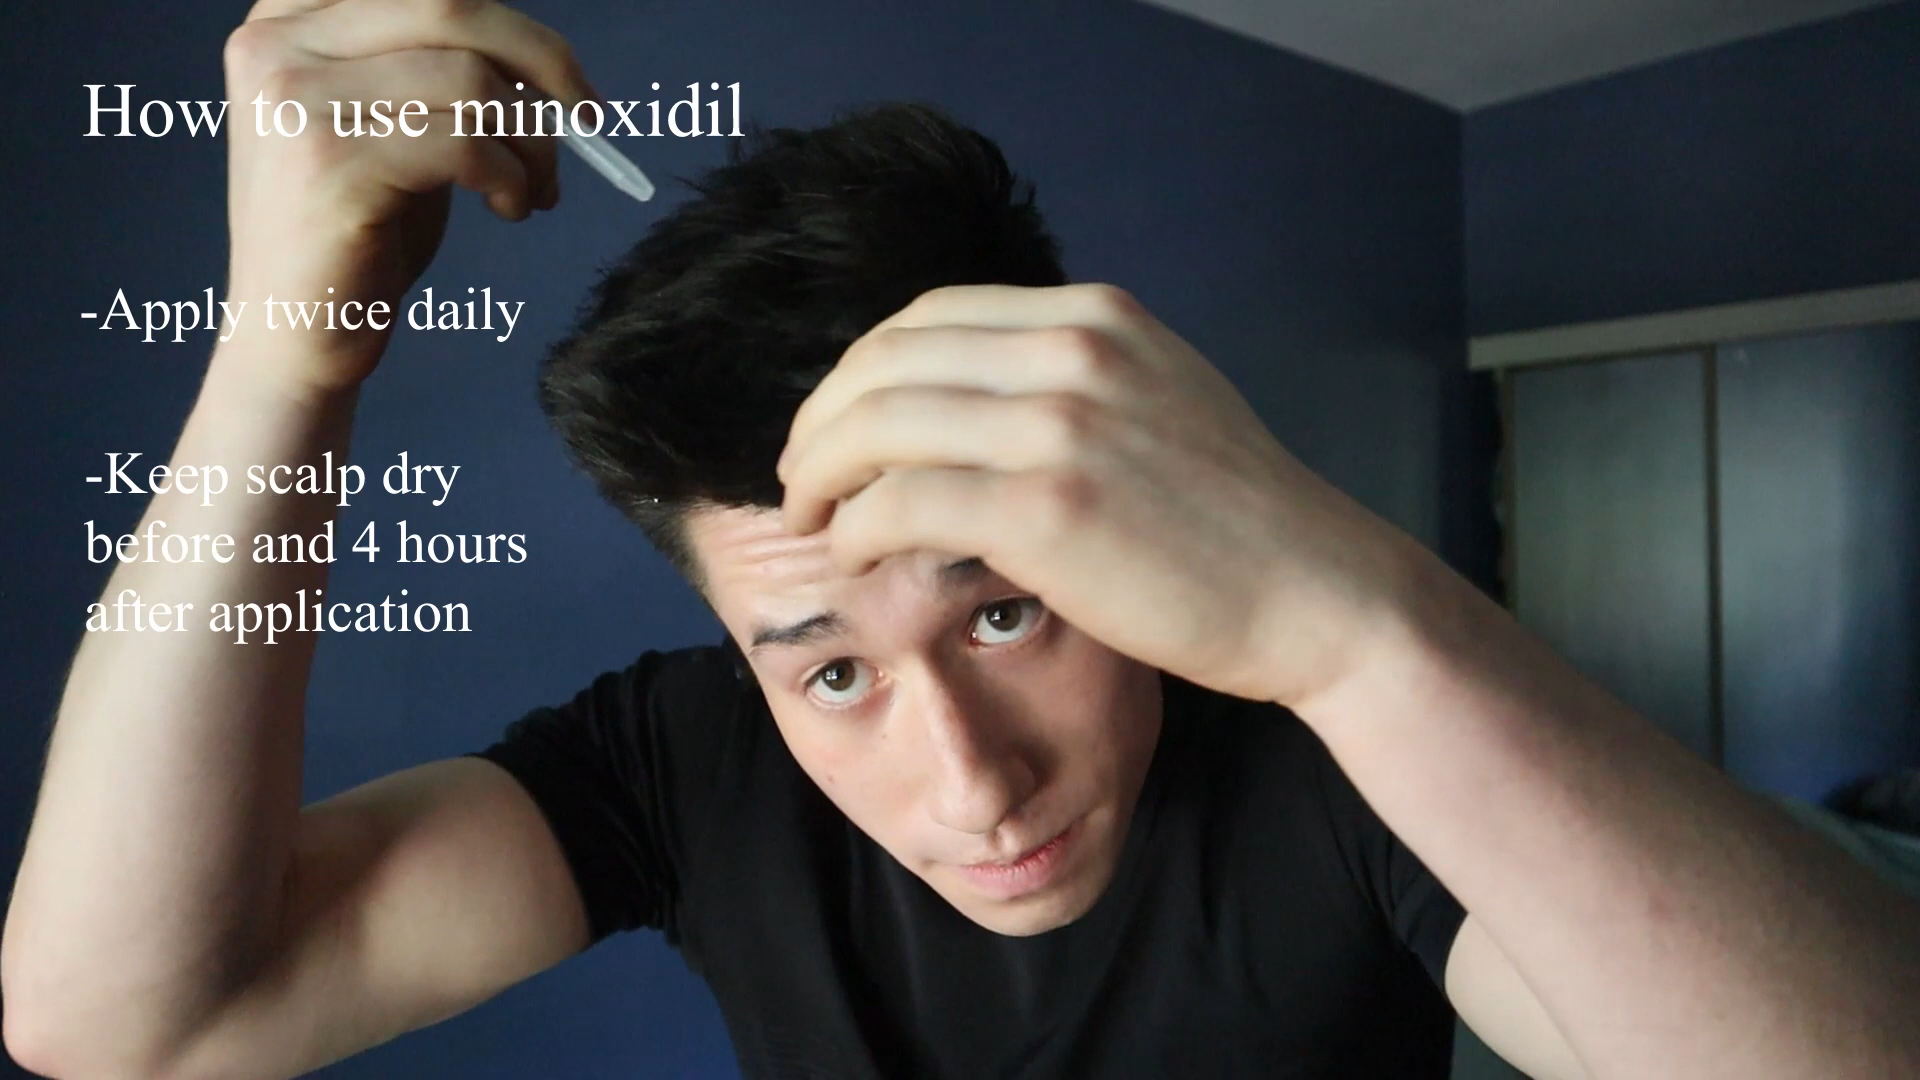 How to use minoxidil
-Apply twice daily
-Keep scalp dry
before and 4 hours
after application